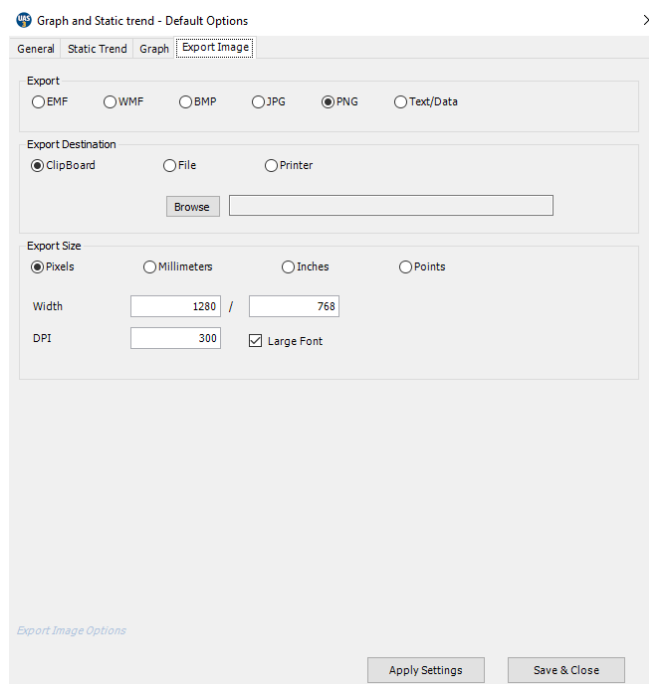 UAS 3 Graph and Static trend - Default Options
General Static Trend Graph Export Image
Export
EMF WMF BMP JPG PNG Text/Data
Export Destination
ClipBoard File Printer
Browse
Export Size
Pixels Millimeters Inches Points
Width 1280 / 768
DPI 300 Large Font
Export Image Options
Apply Settings Save & Close